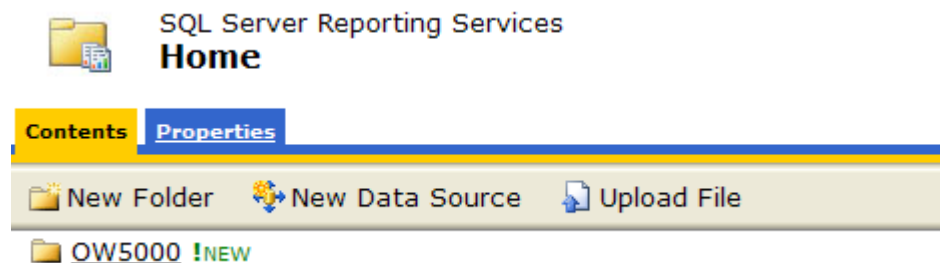 SQL Server Reporting Services
Home
Contents Properties
New Folder New Data Source Upload File
OW5000 !NEW